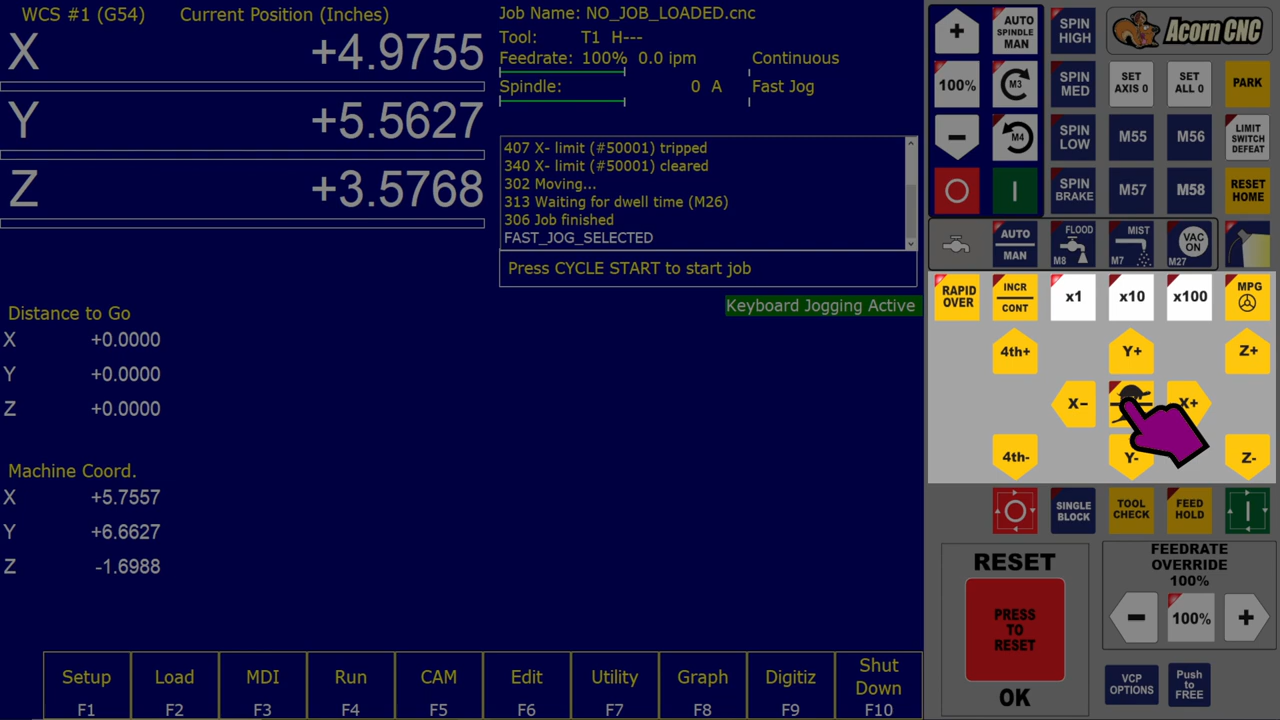 WCS #1 (G54) Current Position (Inches)
X +4.9755
Y +5.5627
Z +3.5768
Job Name: NO_JOB_LOADED.cnc
Tool: T1 H---
Feedrate: 100% 0.0 ipm Continuous
Spindle: 0 A Fast Jog
407 X- limit (#50001) tripped
340 X- limit (#50001) cleared
302 Moving...
313 Waiting for dwell time (M26)
306 Job finished
FAST_JOG_SELECTED
Press CYCLE START to start job
Keyboard Jogging Active
Distance to Go
X +0.0000
Y +0.0000
Z +0.0000
Machine Coord.
X +5.7557
Y +6.6627
Z -1.6988
Setup
F1
Load
F2
MDI
F3
Run
F4
CAM
F5
Edit
F6
Utility
F7
Graph
F8
Digitiz
F9
Shut
Down
F10
+
AUTO
SPINDLE
MAN
SPIN
HIGH
Acorn CNC
100%
M3
SPIN
MED
SET
AXIS 0
SET
ALL 0
PARK
−
M4
SPIN
LOW
M55
M56
LIMIT
SWITCH
DEFEAT
SPIN
BRAKE
M57
M58
RESET
HOME
AUTO
MAN
FLOOD
M8
MIST
M7
VAC
ON
M27
RAPID
OVER
INCR
CONT
x1
x10
x100
MPG
4th+
Y+
Z+
X−
X+
4th-
Y-
Z-
SINGLE
BLOCK
TOOL
CHECK
FEED
HOLD
RESET
PRESS
TO
RESET
OK
FEEDRATE
OVERRIDE
100%
−
100%
+
VCP
OPTIONS
Push
to
FREE